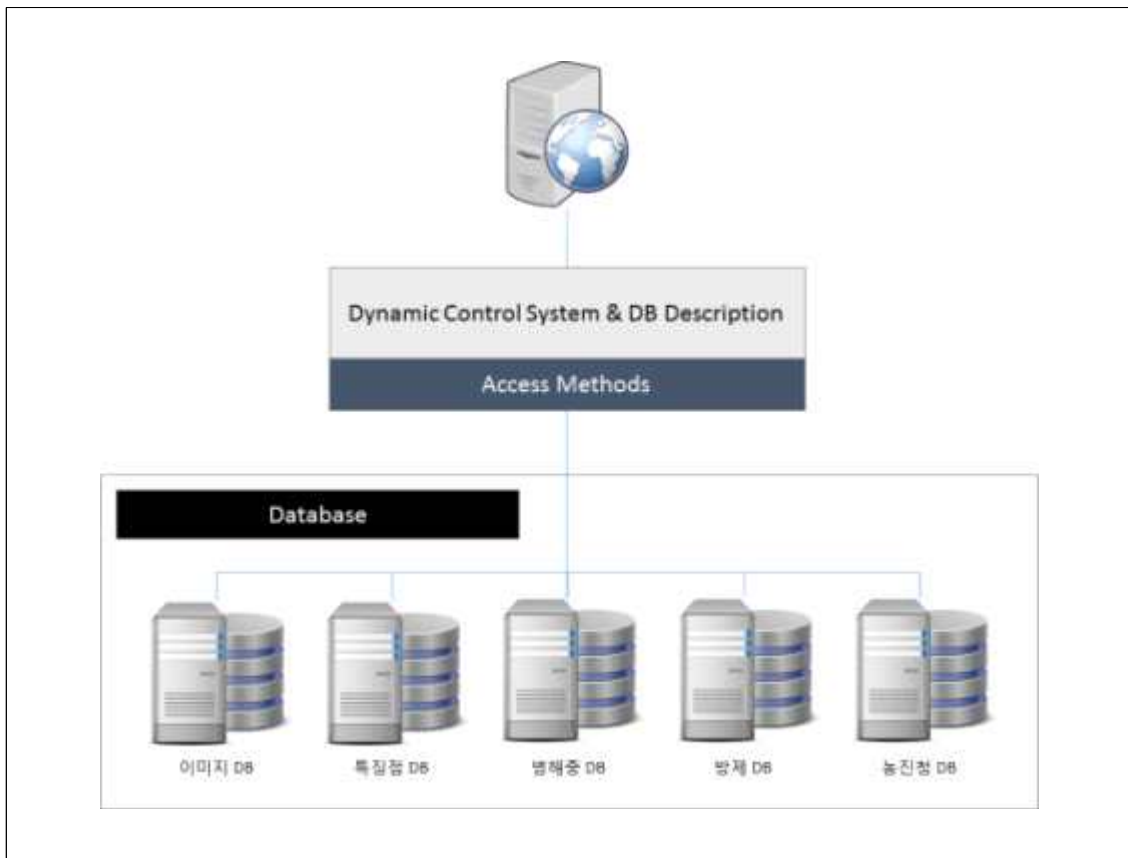 Dynamic Control System & DB Description
Access Methods
Database
이미지 DB
특징점 DB
병해충 DB
방제 DB
농진청 DB